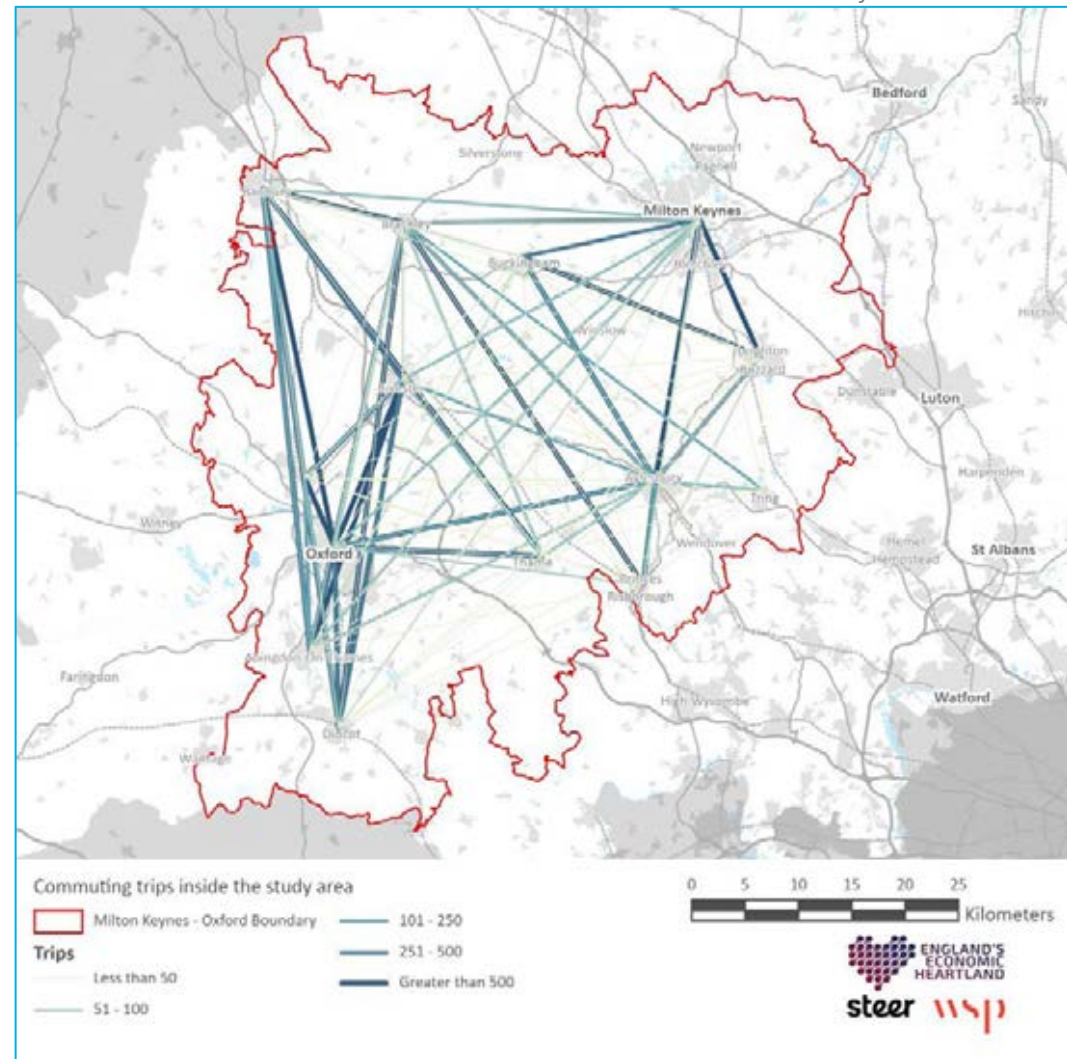 Bedford
Sandy
Silverstone
Newport
Pagnell
Milton Keynes
Buckingham
Hitchin
Winslow
Leighton
Buzzard
Dunstable
Luton
Harpenden
Aylesbury
Tring
Witney
Wendover
Hemel
Hempstead
St Albans
Oxford
Thame
Princes
Risborough
Abingdon On Thames
Faringdon
High Wycombe
Watford
Didcot
Wantage
Commuting trips inside the study area
Milton Keynes - Oxford Boundary
Trips
Less than 50
51 - 100
101 - 250
251 - 500
Greater than 500
0 5 10 15 20 25
Kilometers
ENGLAND'S
ECONOMIC
HEARTLAND
steer wsp